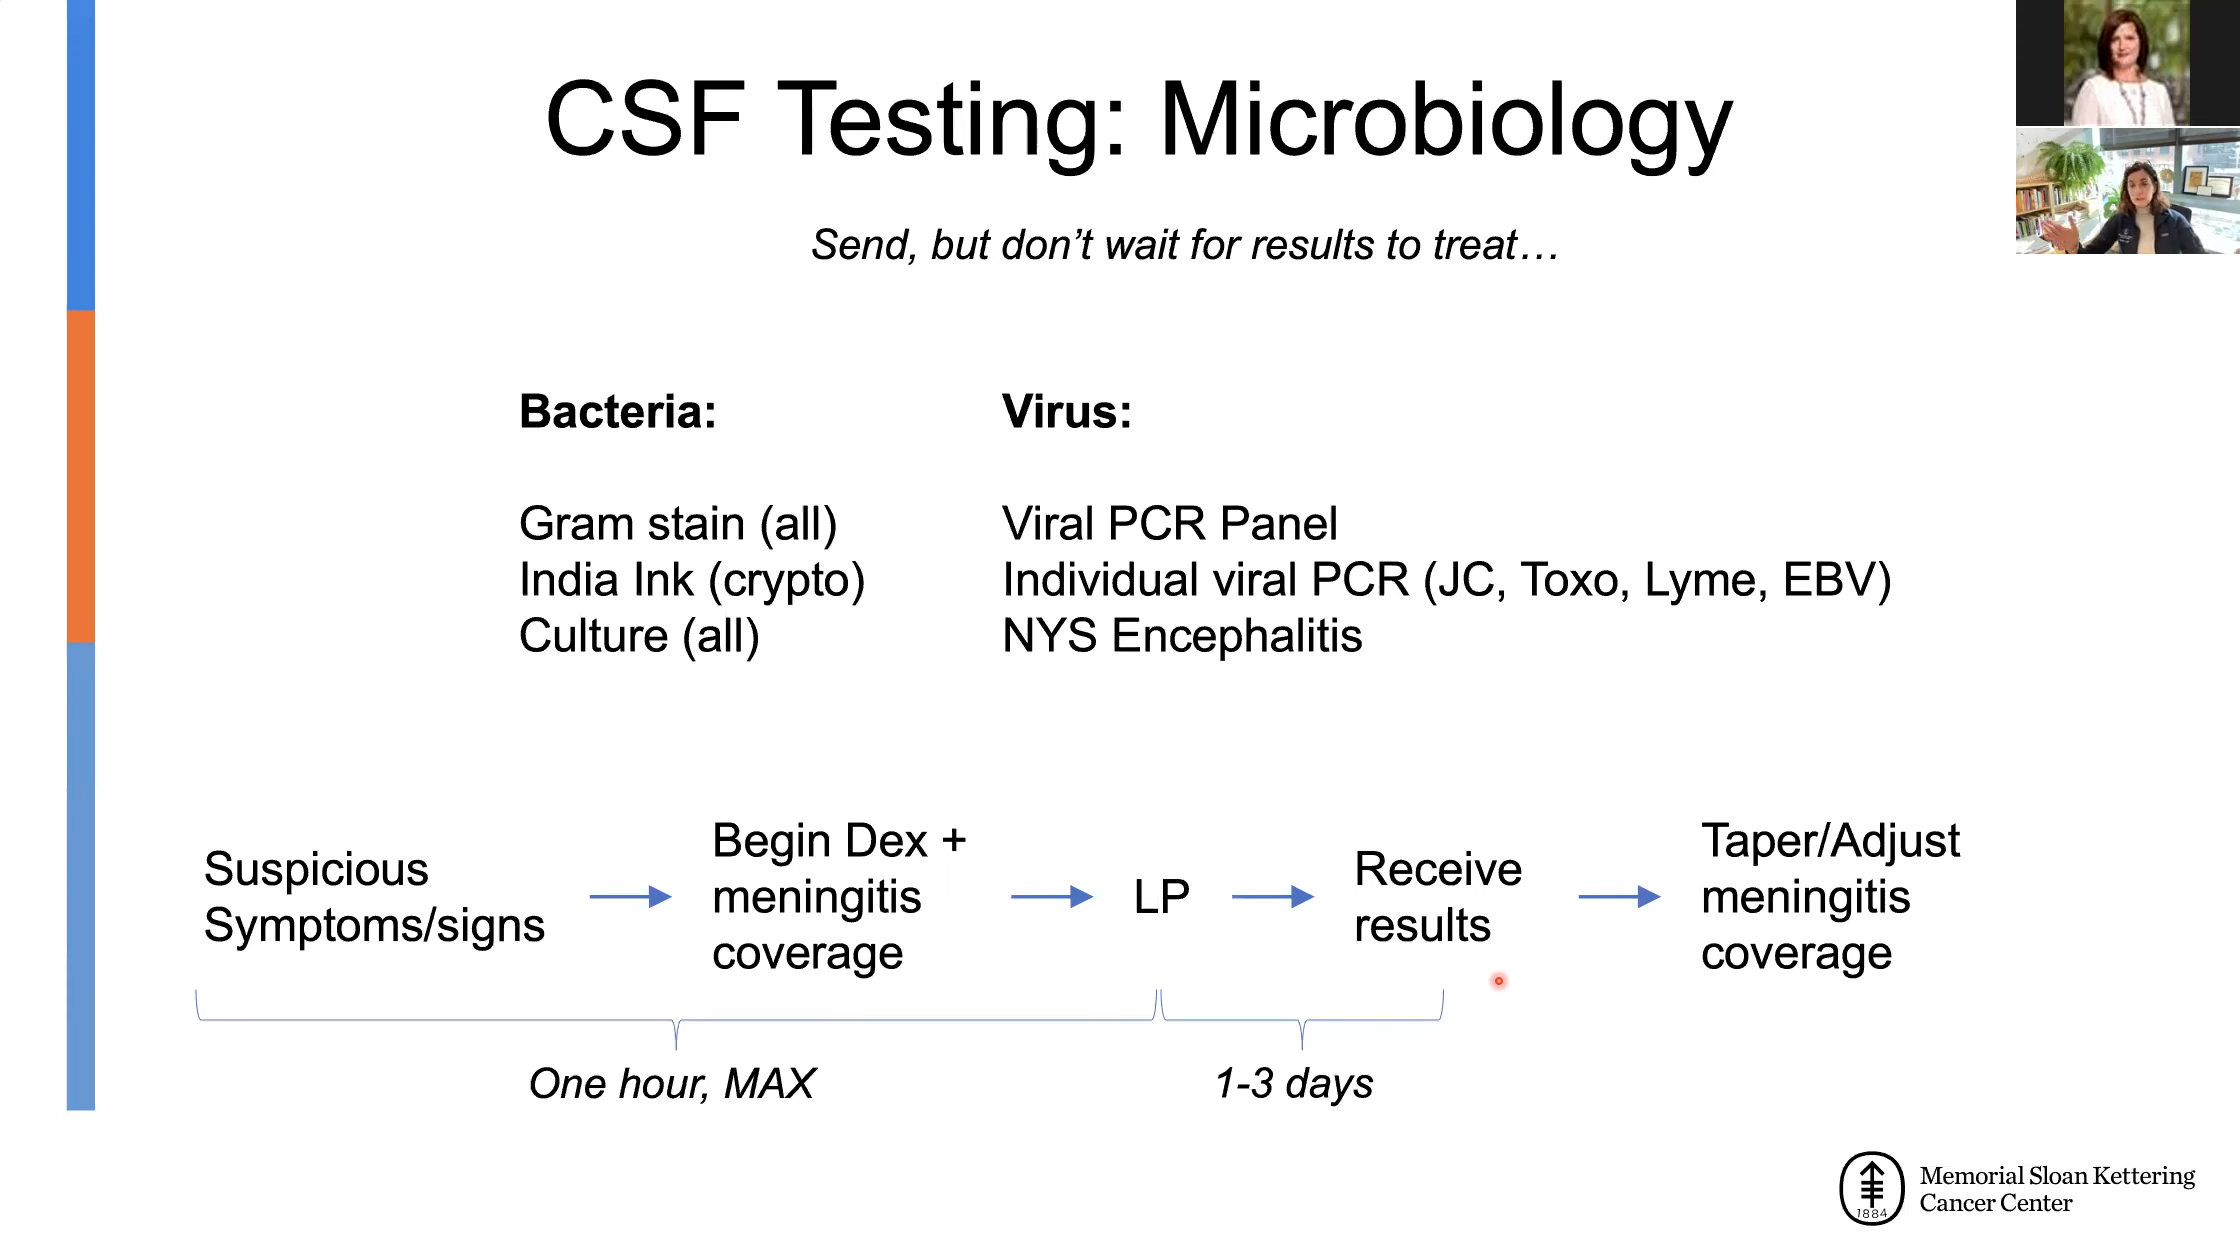 CSF Testing: Microbiology
Send, but don’t wait for results to treat…
Bacteria:
Gram stain (all)
India Ink (crypto)
Culture (all)
Virus:
Viral PCR Panel
Individual viral PCR (JC, Toxo, Lyme, EBV)
NYS Encephalitis
Suspicious
Symptoms/signs
Begin Dex +
meningitis
coverage
LP
Receive
results
Taper/Adjust
meningitis
coverage
One hour, MAX
1-3 days
1884
Memorial Sloan Kettering
Cancer Center